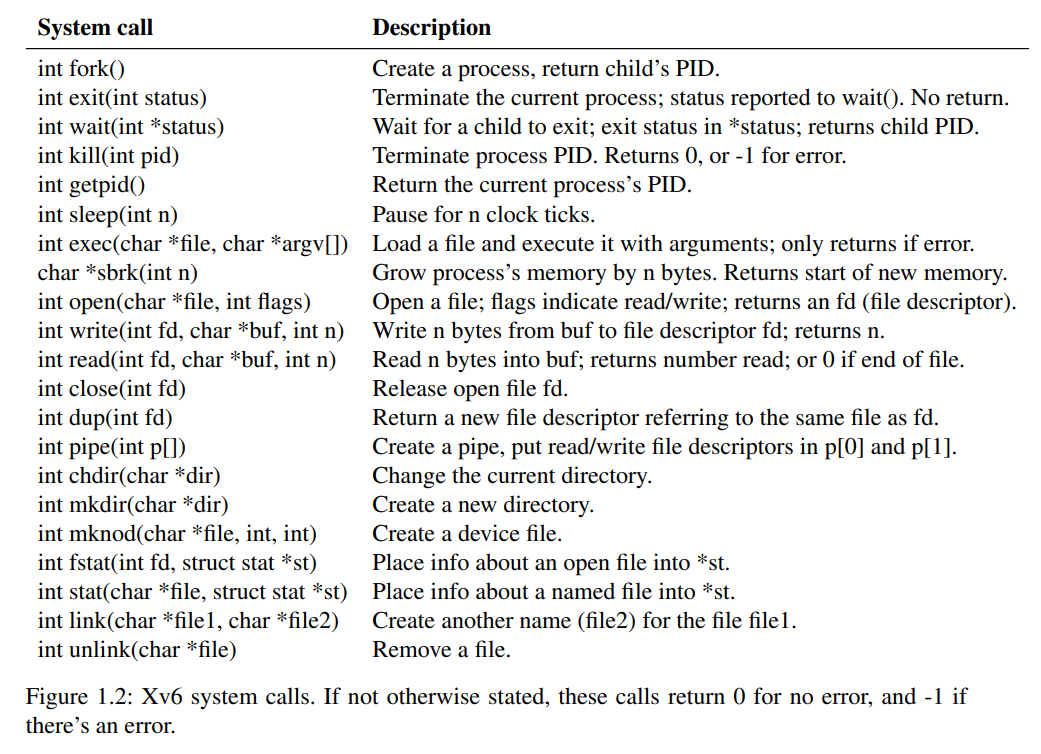 System call Description
int fork() Create a process, return child’s PID.
int exit(int status) Terminate the current process; status reported to wait(). No return.
int wait(int *status) Wait for a child to exit; exit status in *status; returns child PID.
int kill(int pid) Terminate process PID. Returns 0, or -1 for error.
int getpid() Return the current process’s PID.
int sleep(int n) Pause for n clock ticks.
int exec(char *file, char *argv[]) Load a file and execute it with arguments; only returns if error.
char *sbrk(int n) Grow process’s memory by n bytes. Returns start of new memory.
int open(char *file, int flags) Open a file; flags indicate read/write; returns an fd (file descriptor).
int write(int fd, char *buf, int n) Write n bytes from buf to file descriptor fd; returns n.
int read(int fd, char *buf, int n) Read n bytes into buf; returns number read; or 0 if end of file.
int close(int fd) Release open file fd.
int dup(int fd) Return a new file descriptor referring to the same file as fd.
int pipe(int p[]) Create a pipe, put read/write file descriptors in p[0] and p[1].
int chdir(char *dir) Change the current directory.
int mkdir(char *dir) Create a new directory.
int mknod(char *file, int, int) Create a device file.
int fstat(int fd, struct stat *st) Place info about an open file into *st.
int stat(char *file, struct stat *st) Place info about a named file into *st.
int link(char *file1, char *file2) Create another name (file2) for the file file1.
int unlink(char *file) Remove a file.
Figure 1.2: Xv6 system calls. If not otherwise stated, these calls return 0 for no error, and -1 if
there’s an error.